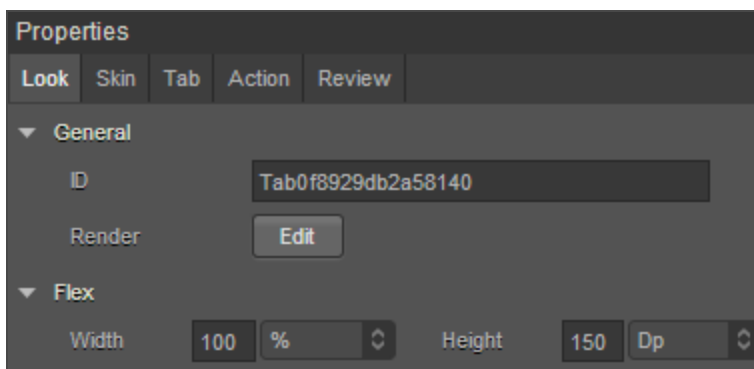 Properties
Look Skin Tab Action Review
General
ID Tab0f8929db2a58140
Render Edit
Flex
Width 100 % Height 150 Dp